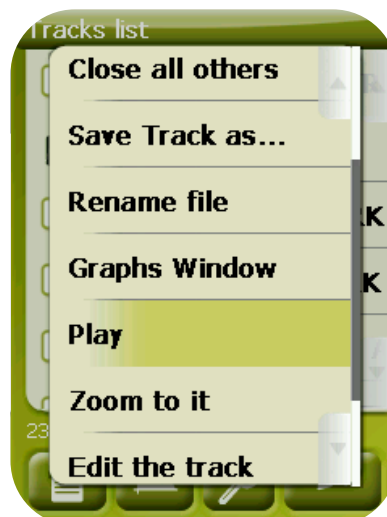 Tracks list
Close all others
Save Track as...
Rename file
Graphs Window
Play
Zoom to it
Edit the track
23
K
K